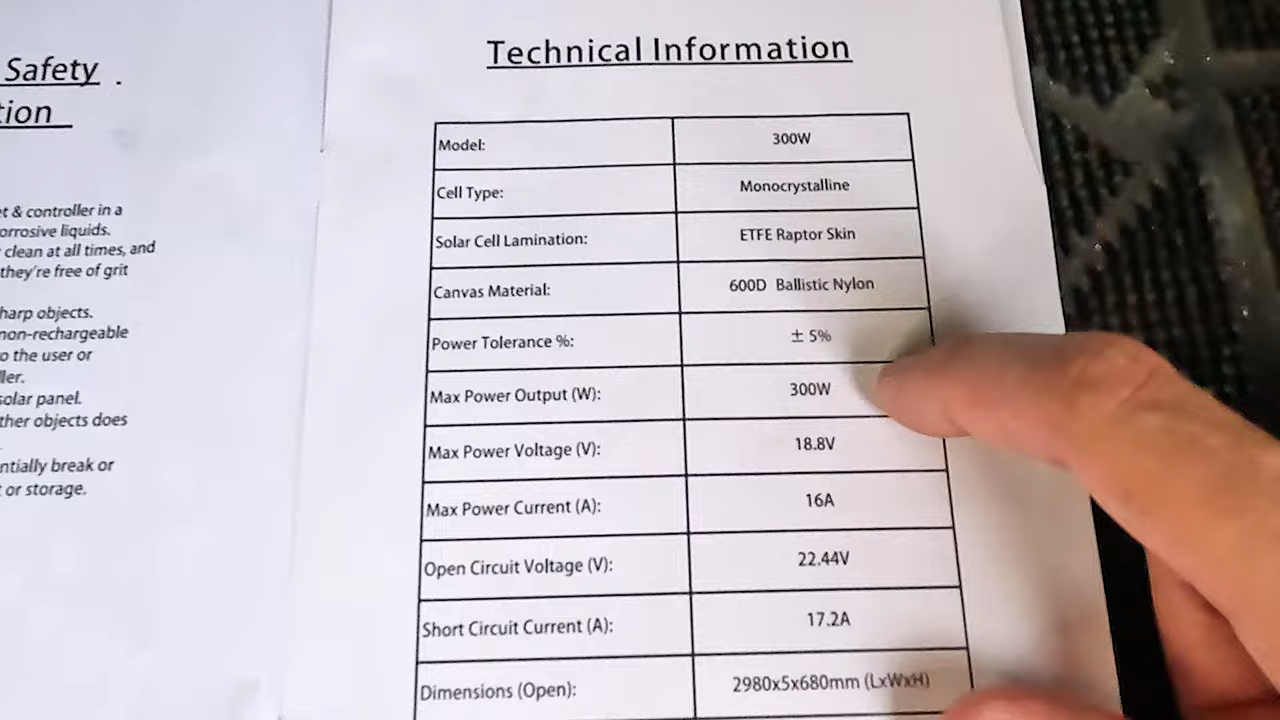 Safety
tion
t & controller in a
orrosive liquids.
clean at all times, and
they're free of grit
harp objects.
non-rechargeable
o the user or
ler.
solar panel.
ther objects does
ntially break or
or storage.
Technical Information
Model: 300W
Cell Type: Monocrystalline
Solar Cell Lamination: ETFE Raptor Skin
Canvas Material: 600D Ballistic Nylon
Power Tolerance %: ± 5%
Max Power Output (W): 300W
Max Power Voltage (V): 18.8V
Max Power Current (A): 16A
Open Circuit Voltage (V): 22.44V
Short Circuit Current (A): 17.2A
Dimensions (Open): 2980x5x680mm (LxWxH)